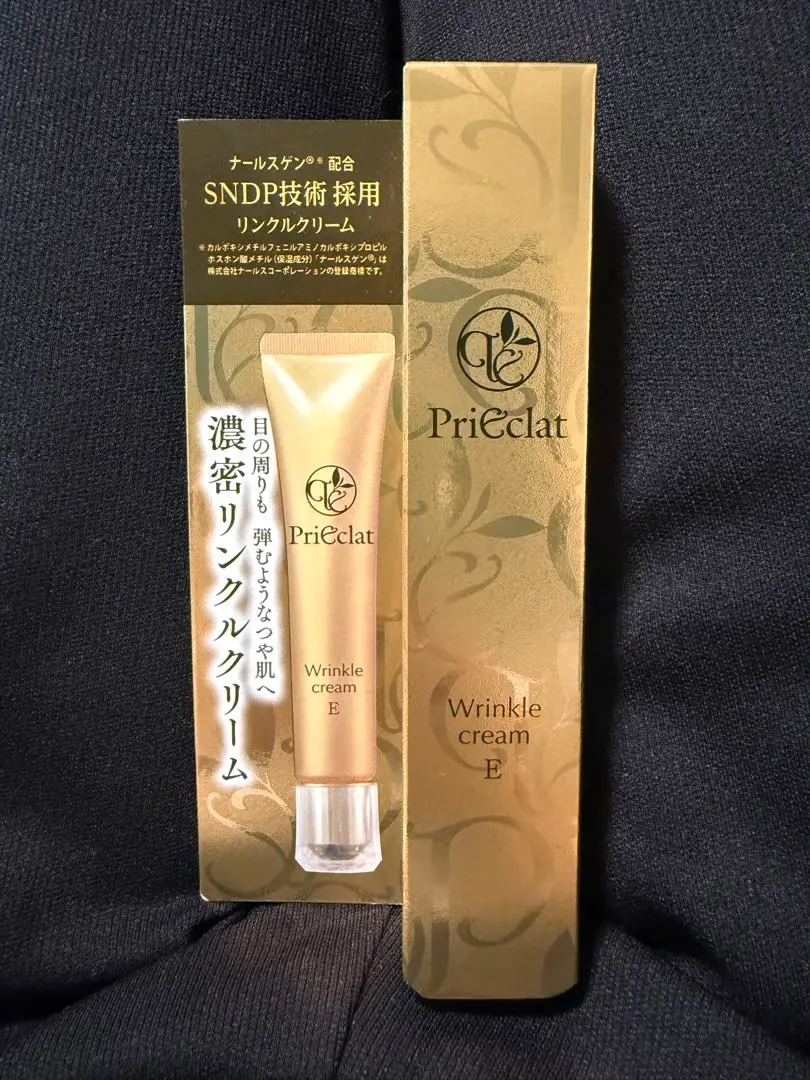 ナールスゲン®※ 配合
SNDP技術 採用
リンクルクリーム
※カルボキシメチルフェニルアミノカルボキシプロピル
ホスホン酸メチル(保湿成分)「ナールスゲン®」は
株式会社ナールスコーポレーションの登録商標です。
目の周りも 弾むようなつや肌へ
濃密リンクルクリーム
PriEclat
Wrinkle
cream
E
PriEclat
Wrinkle
cream
E